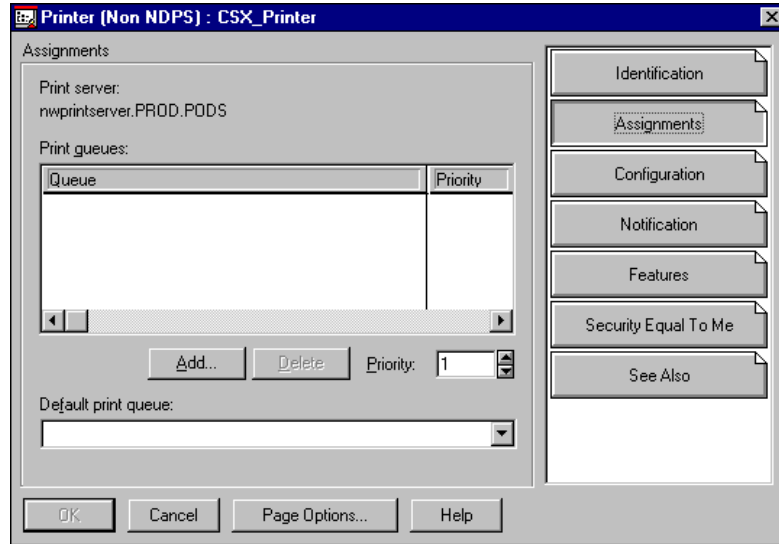 Printer (Non NDPS) : CSX_Printer
Assignments
Print server:
nwprintserver.PROD.PODS
Print queues:
Queue Priority
Add... Delete Priority: 1
Default print queue:
OK Cancel Page Options... Help
Identification
Assignments
Configuration
Notification
Features
Security Equal To Me
See Also